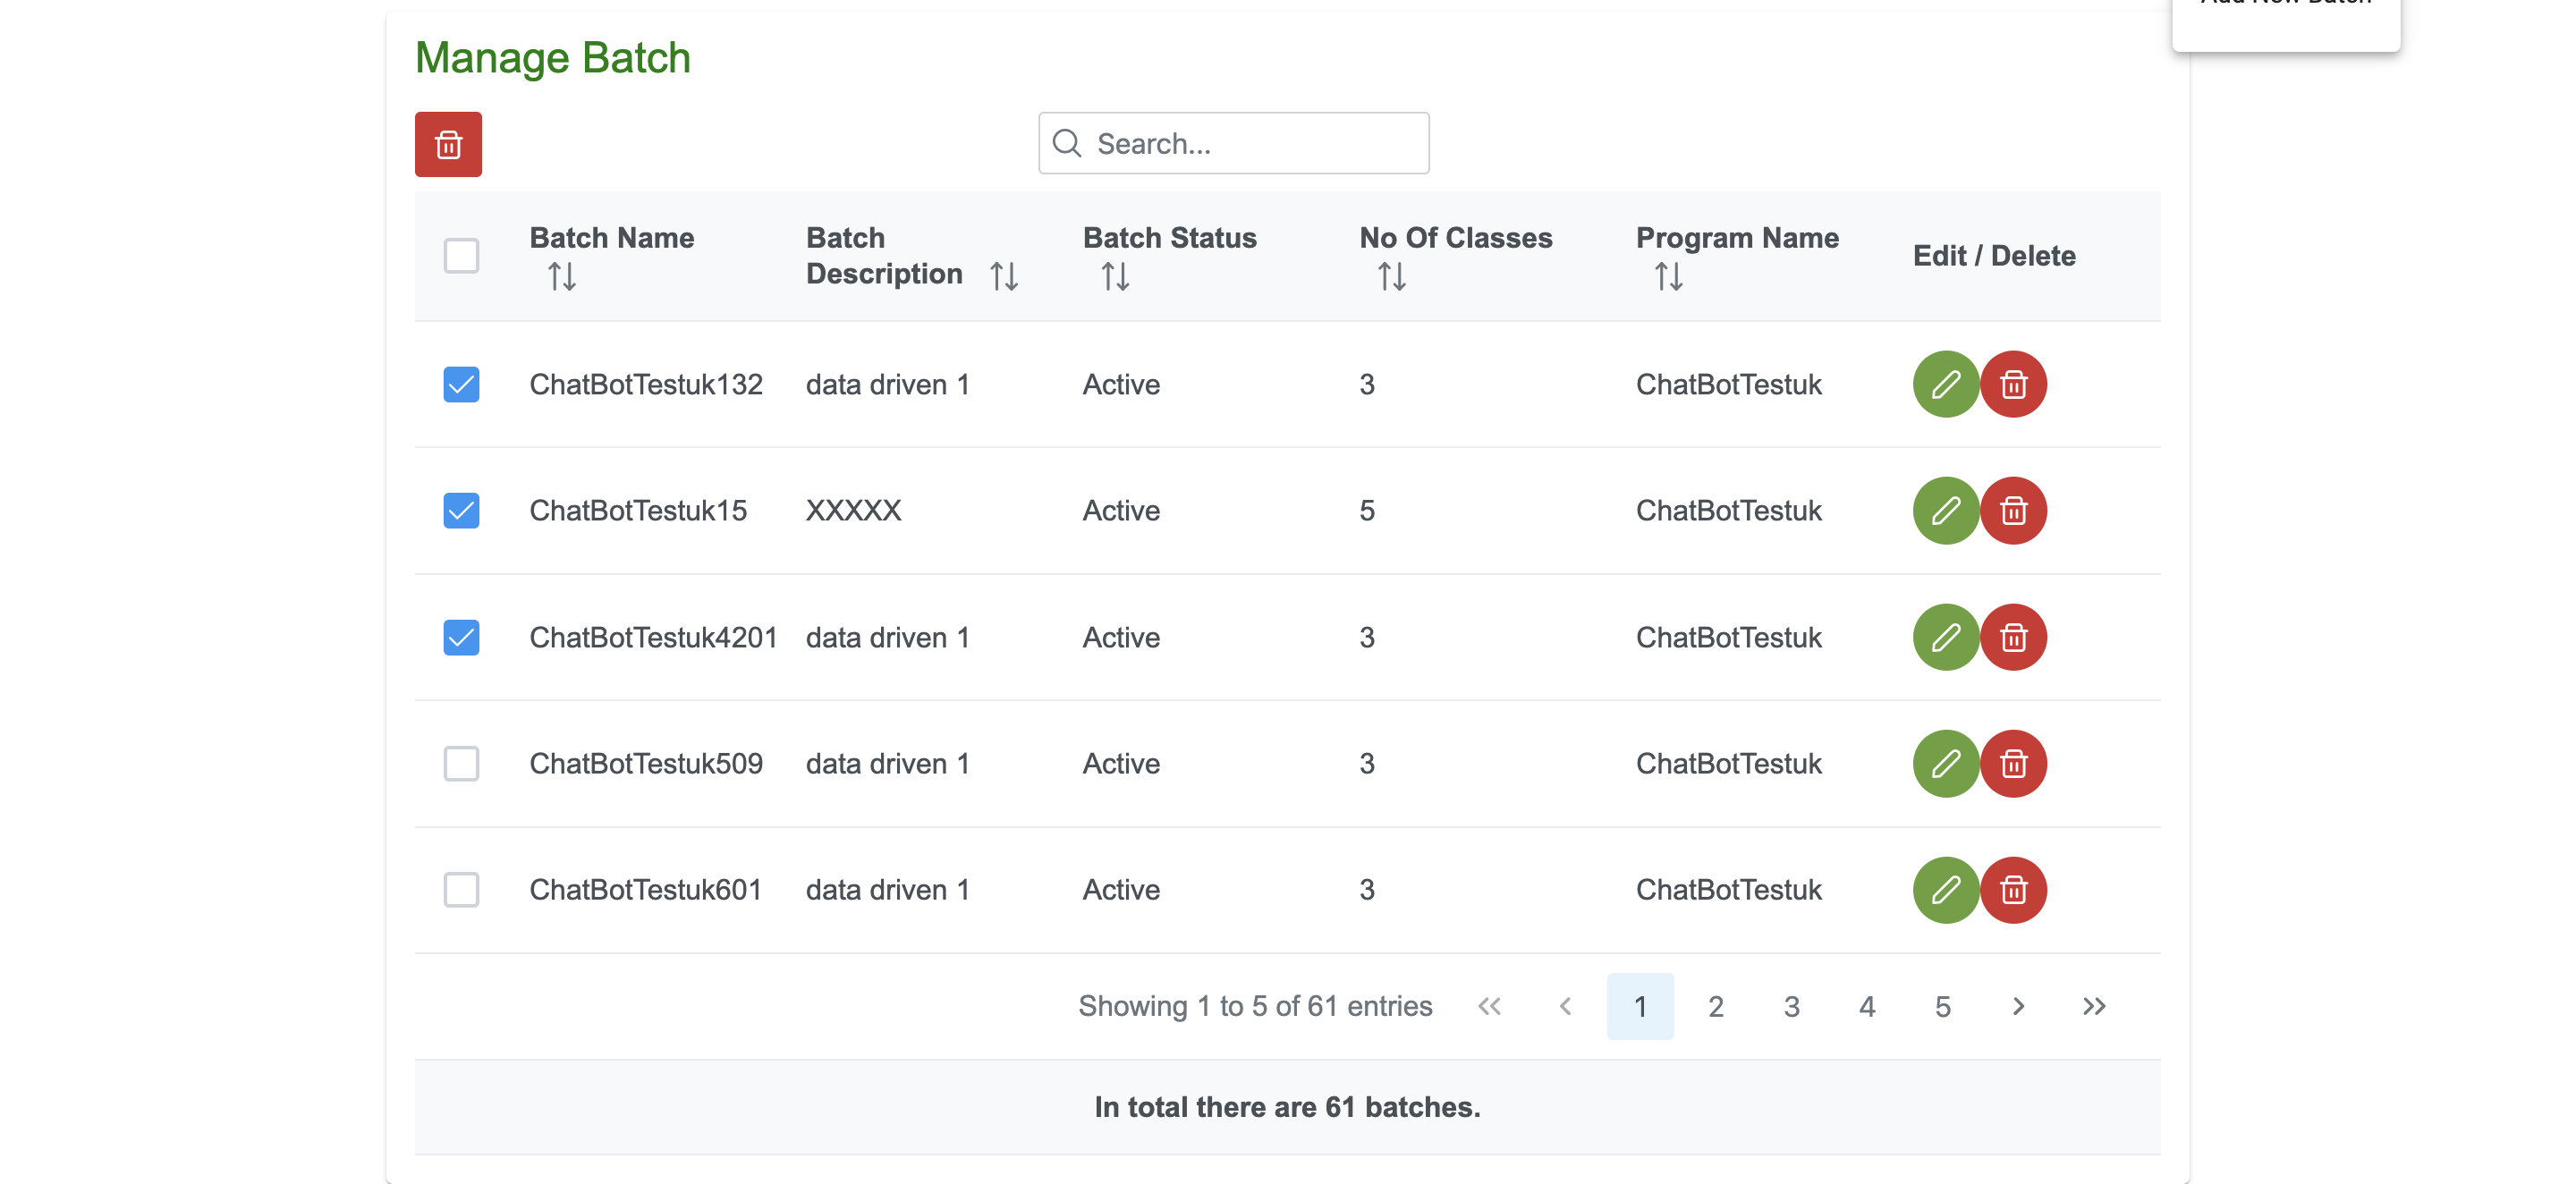 Add New Batch
Manage Batch
Search...
Batch Name
Batch Description
Batch Status
No Of Classes
Program Name
Edit / Delete
ChatBotTestuk132 data driven 1 Active 3 ChatBotTestuk
ChatBotTestuk15 XXXXX Active 5 ChatBotTestuk
ChatBotTestuk4201 data driven 1 Active 3 ChatBotTestuk
ChatBotTestuk509 data driven 1 Active 3 ChatBotTestuk
ChatBotTestuk601 data driven 1 Active 3 ChatBotTestuk
Showing 1 to 5 of 61 entries << < 1 2 3 4 5 > >>
In total there are 61 batches.